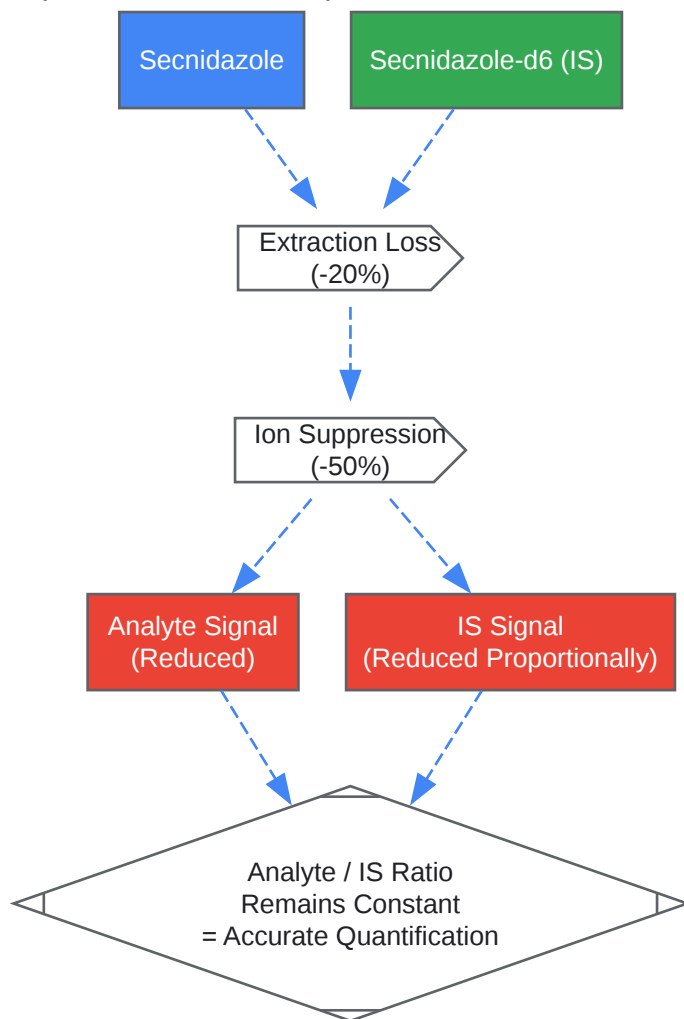 Secnidazole
Secnidazole-d6 (IS)
Extraction Loss
(-20%)
Ion Suppression
(-50%)
Analyte Signal
(Reduced)
IS Signal
(Reduced Proportionally)
Analyte / IS Ratio
Remains Constant
= Accurate Quantification